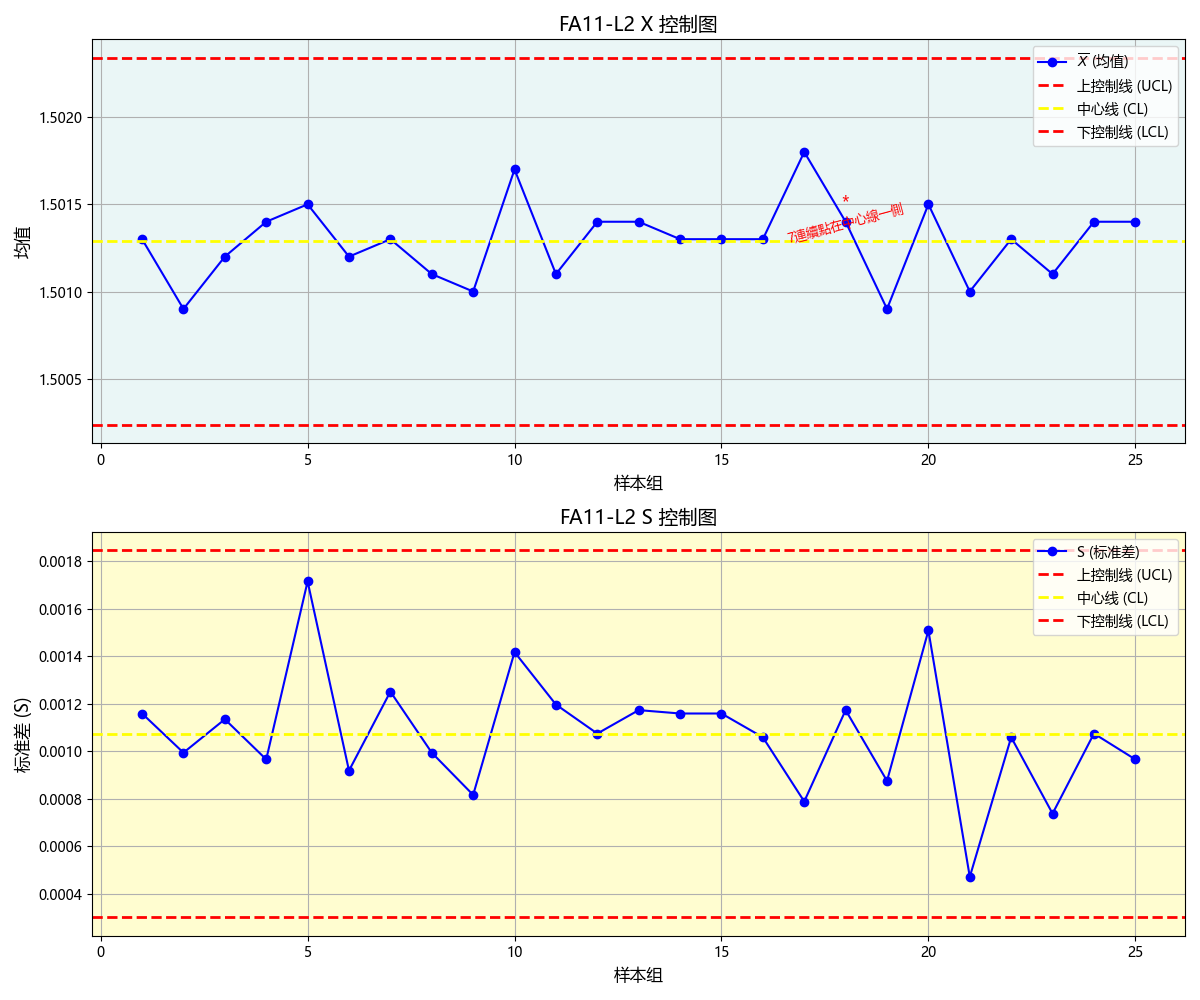 FA11-L2 X 控制图
X (均值)
上控制线 (UCL)
中心线 (CL)
下控制线 (LCL)
*
7連續點在中心線一側
1.5020
1.5015
1.5010
1.5005
均值
0 5 10 15 20 25
样本组
FA11-L2 S 控制图
S (标准差)
上控制线 (UCL)
中心线 (CL)
下控制线 (LCL)
0.0018
0.0016
0.0014
0.0012
0.0010
0.0008
0.0006
0.0004
标准差 (S)
0 5 10 15 20 25
样本组